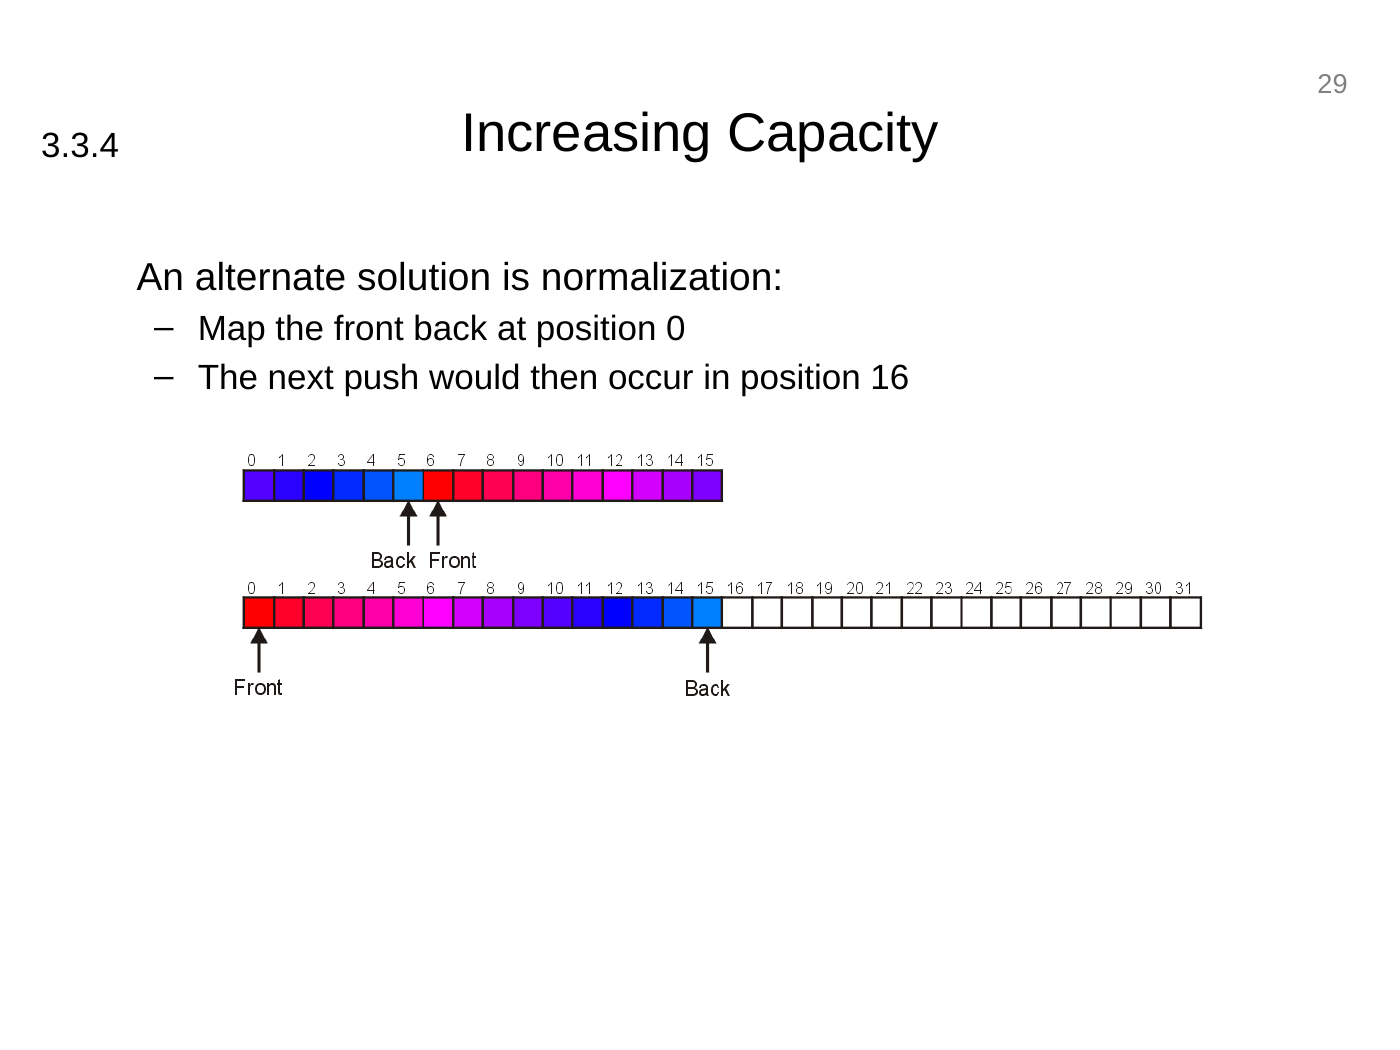 29
3.3.4 Increasing Capacity
An alternate solution is normalization:
– Map the front back at position 0
– The next push would then occur in position 16
0 1 2 3 4 5 6 7 8 9 10 11 12 13 14 15
Back Front
0 1 2 3 4 5 6 7 8 9 10 11 12 13 14 15 16 17 18 19 20 21 22 23 24 25 26 27 28 29 30 31
Front Back